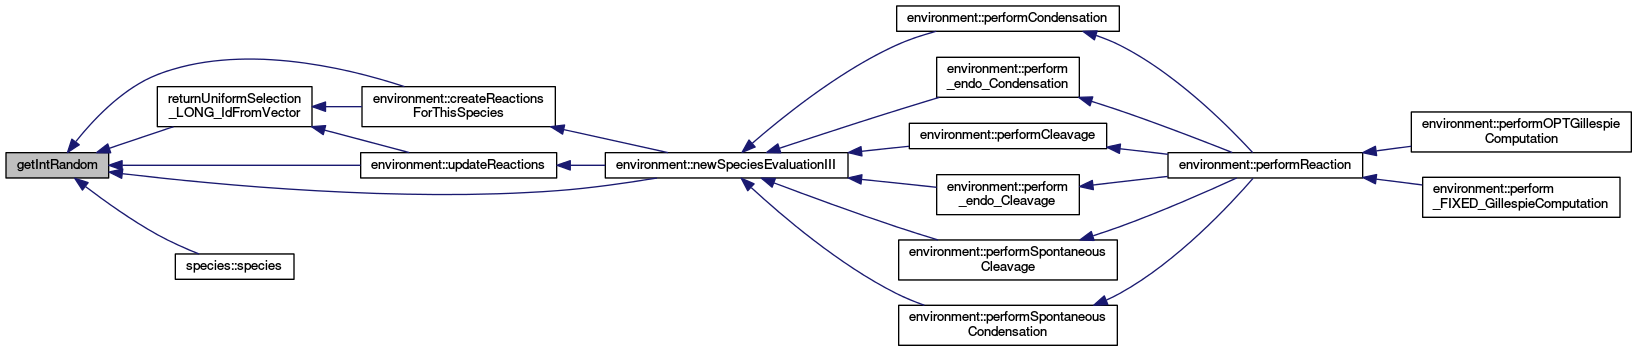 getIntRandom
returnUniformSelection
_LONG_IdFromVector
species::species
environment::createReactions
ForThisSpecies
environment::updateReactions
environment::newSpeciesEvaluationIII
environment::performCondensation
environment::perform
_endo_Condensation
environment::performCleavage
environment::perform
_endo_Cleavage
environment::performSpontaneous
Cleavage
environment::performSpontaneous
Condensation
environment::performReaction
environment::performOPTGillespie
Computation
environment::perform
_FIXED_GillespieComputation